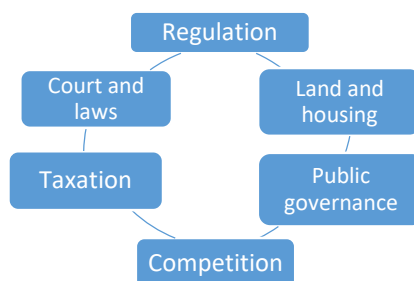 Regulation
Court and
laws
Land and
housing
Taxation
Public
governance
Competition